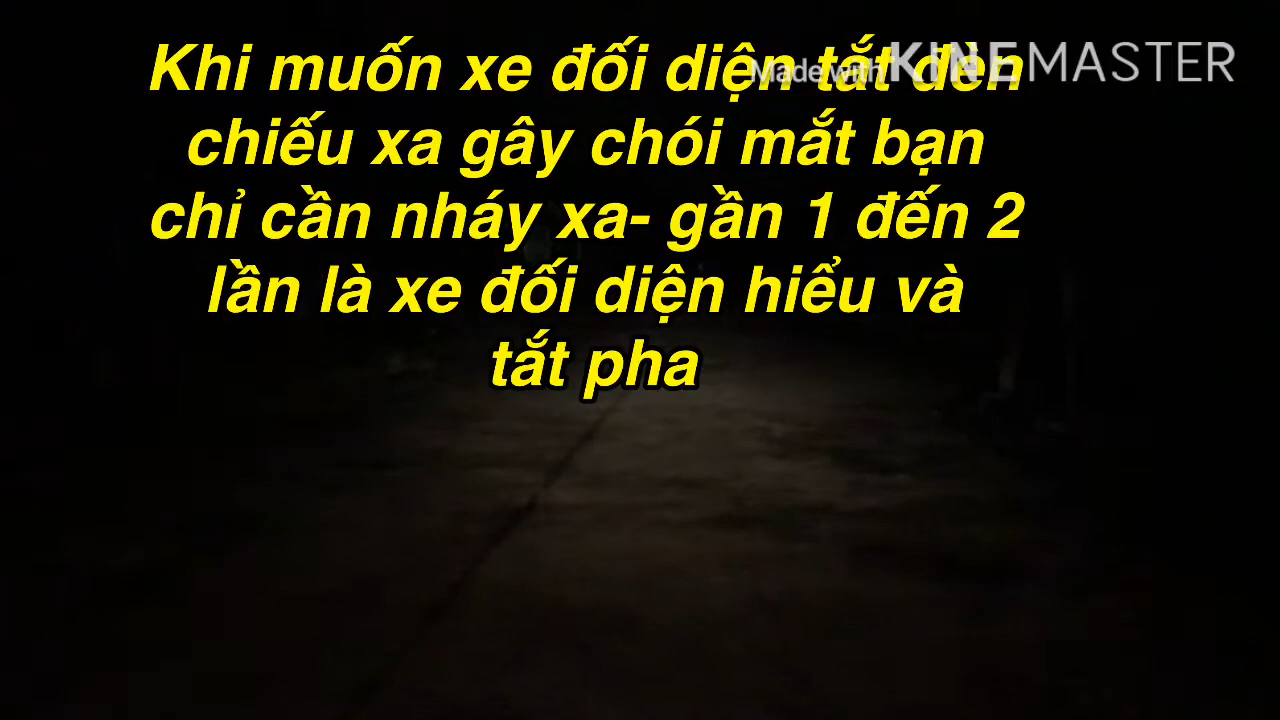 Khi muốn xe đối diện tắt đèn
Made with KINEMASTER
chiếu xa gây chói mắt bạn
chỉ cần nháy xa- gần 1 đến 2
lần là xe đối diện hiểu và
tắt pha